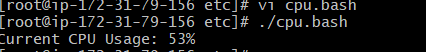 [root@ip-172-31-79-156 etc]# vi cpu.bash
[root@ip-172-31-79-156 etc]# ./cpu.bash
Current CPU Usage: 53%